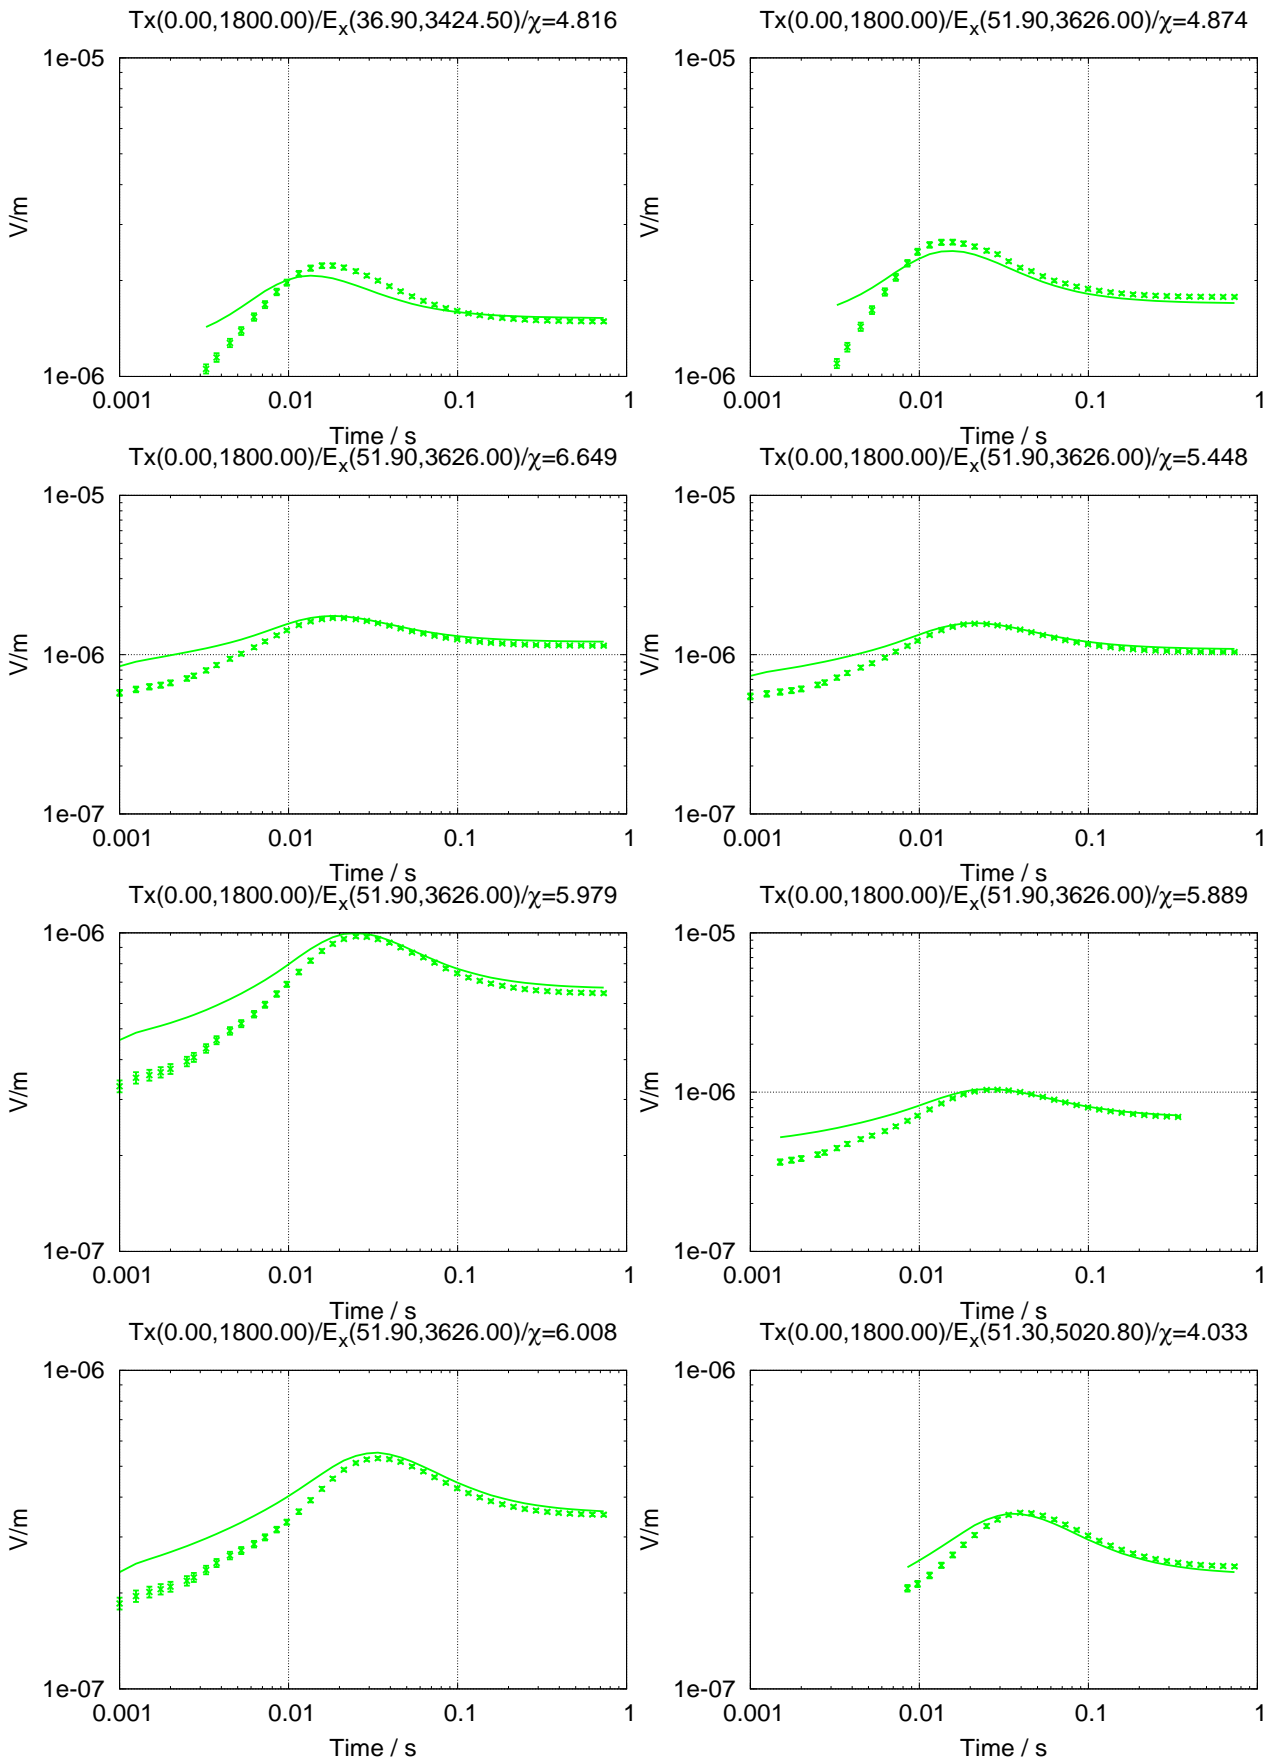 Tx(0.00,1800.00)/Ex(36.90,3424.50)/χ=4.816
1e-05
V/m
1e-06
0.001 0.01 0.1 1
Time / s
Tx(0.00,1800.00)/Ex(51.90,3626.00)/χ=4.874
1e-05
V/m
1e-06
0.001 0.01 0.1 1
Time / s
Tx(0.00,1800.00)/Ex(51.90,3626.00)/χ=6.649
1e-05
V/m
1e-06
1e-07
0.001 0.01 0.1 1
Time / s
Tx(0.00,1800.00)/Ex(51.90,3626.00)/χ=5.448
1e-05
V/m
1e-06
1e-07
0.001 0.01 0.1 1
Time / s
Tx(0.00,1800.00)/Ex(51.90,3626.00)/χ=5.979
1e-06
V/m
1e-07
0.001 0.01 0.1 1
Time / s
Tx(0.00,1800.00)/Ex(51.90,3626.00)/χ=5.889
1e-05
V/m
1e-06
1e-07
0.001 0.01 0.1 1
Time / s
Tx(0.00,1800.00)/Ex(51.90,3626.00)/χ=6.008
1e-06
V/m
1e-07
0.001 0.01 0.1 1
Time / s
Tx(0.00,1800.00)/Ex(51.30,5020.80)/χ=4.033
1e-06
V/m
1e-07
0.001 0.01 0.1 1
Time / s